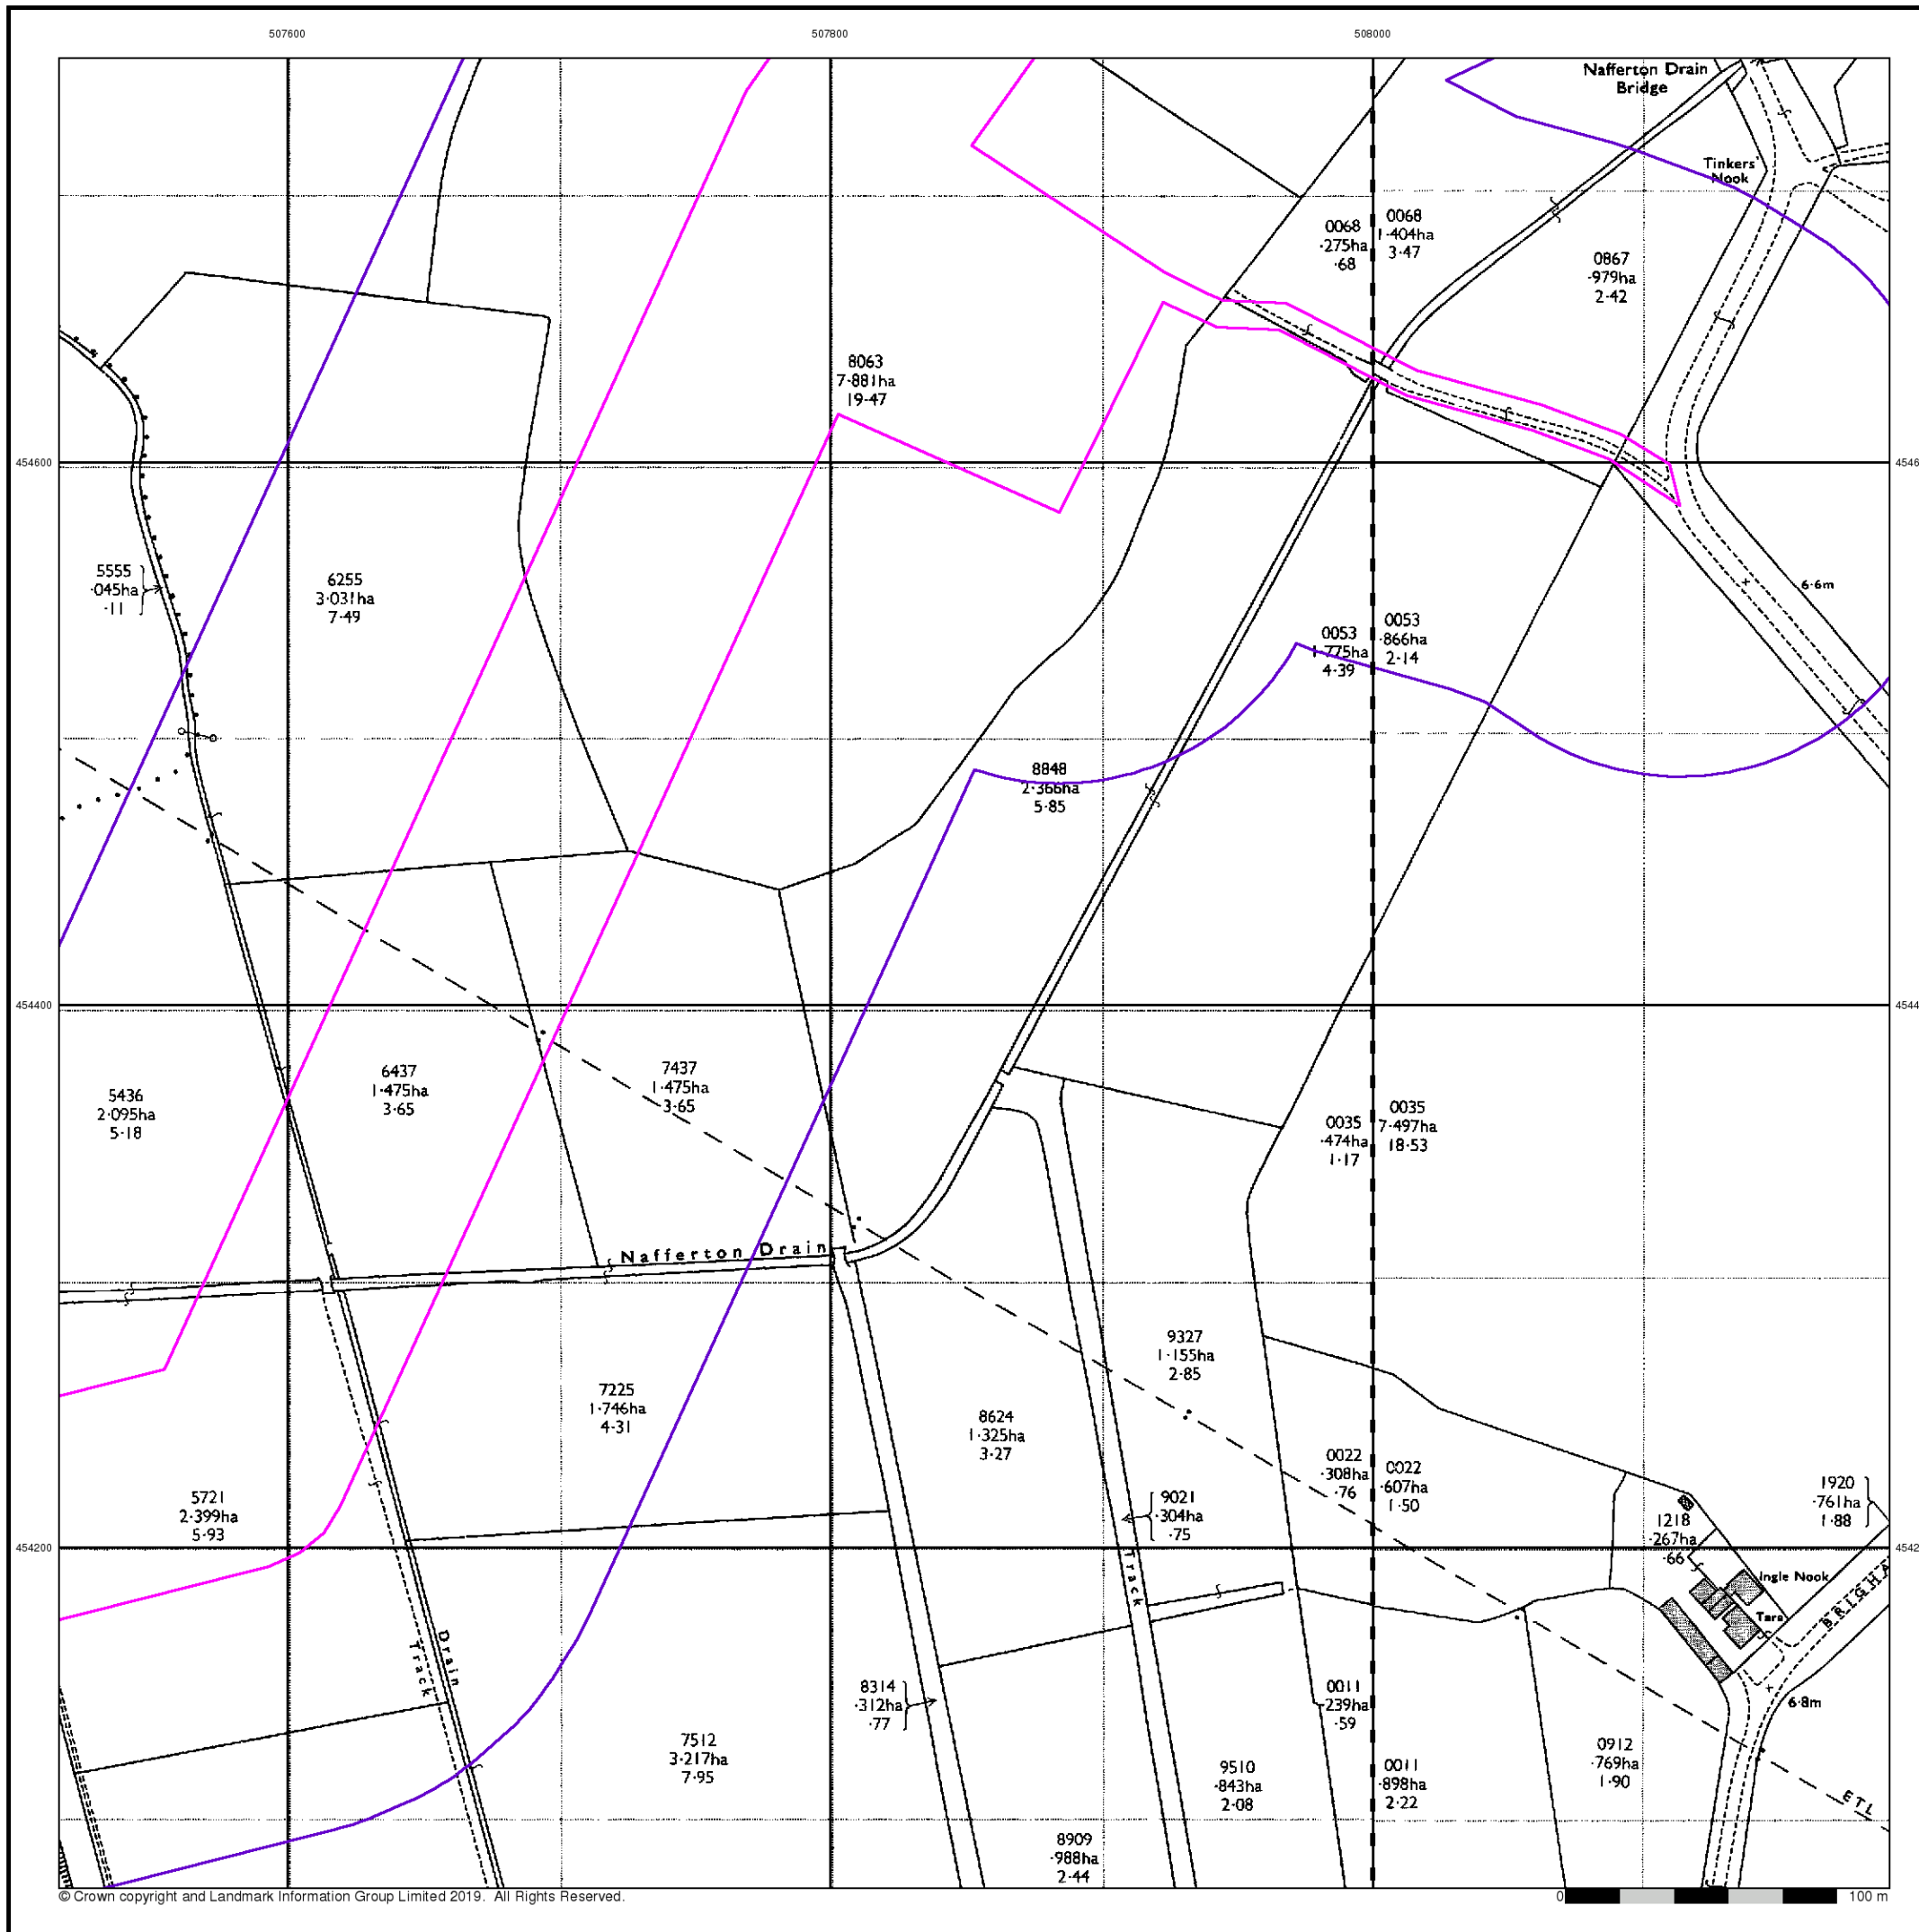 507600
507800
508000
Nafferton Drain
Bridge
Tinkers'
Nook
0068
·275ha
·68
0068
1·404ha
3·47
0867
·979ha
2·42
8063
7·881ha
19·47
454600
4546
5555
·045ha
·11
6255
3·031ha
7·49
6·6m
0053
1·775ha
4·39
0053
·866ha
2·14
8848
2·366ha
5·85
454400
4544
5436
2·095ha
5·18
6437
1·475ha
3·65
7437
1·475ha
3·65
0035
·474ha
1·17
0035
7·497ha
18·53
Nafferton Drain
9327
1·155ha
2·85
7225
1·746ha
4·31
8624
1·325ha
3·27
0022
·308ha
·76
0022
·607ha
1·50
1920
·761ha
1·88
5721
2·399ha
5·93
9021
·304ha
·75
1218
·267ha
·66
454200
4542
Track
Ingle Nook
Tara
BRIGHA
Drain
Track
8314
·312ha
·77
0011
·239ha
·59
6·8m
7512
3·217ha
7·95
9510
·843ha
2·08
0011
·898ha
2·22
0912
·769ha
1·90
ETL
8909
·988ha
2·44
© Crown copyright and Landmark Information Group Limited 2019. All Rights Reserved.
0
100 m